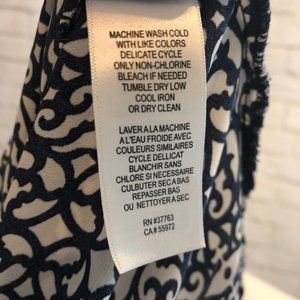 MACHINE WASH COLD
WITH LIKE COLORS
DELICATE CYCLE
ONLY NON-CHLORINE
BLEACH IF NEEDED
TUMBLE DRY LOW
COOL IRON
OR DRY CLEAN
LAVER A LA MACHINE
A L'EAU FROIDE AVEC
COULEURS SIMILAIRES
CYCLE DELLICAT
BLANCHIR SANS
CHLORE SI NECESSAIRE
CULBUTER SEC A BAS
REPASSER BAS
OU NETTOYER A SEC
RN #37763
CA# 55972